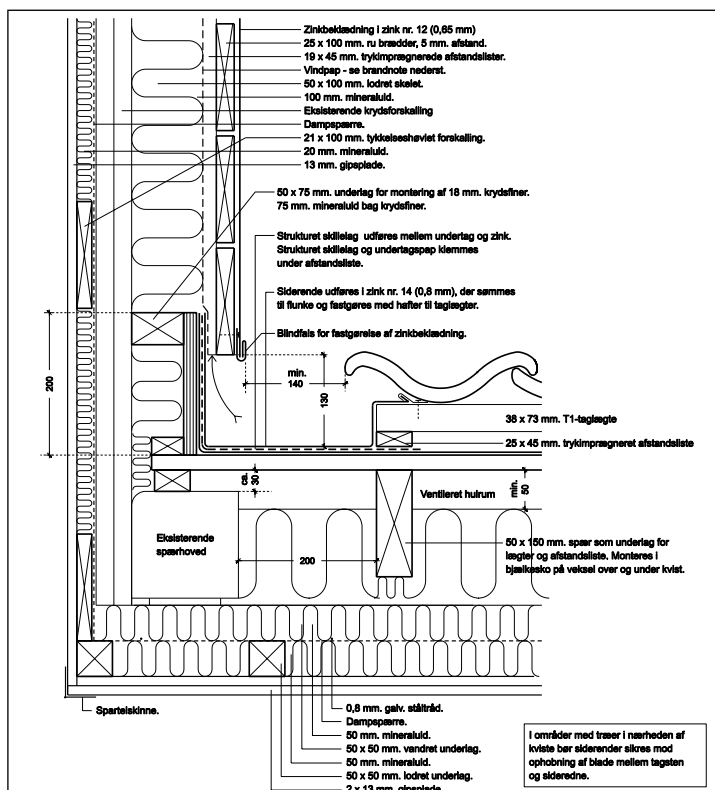 Zinkbeklædning i zink nr. 12 (0,65 mm)
25 x 100 mm. ru brædder, 5 mm. afstand.
19 x 45 mm. trykimprægnerede afstandslister.
Vindpap - se brandnote nederst.
50 x 100 mm. lodret skelet.
100 mm. mineraluld.
Eksisterende krydsforskalling
Dampspærre.
21 x 100 mm. tykkelseshøvlet forskalling.
20 mm. mineraluld.
13 mm. gipsplade.
50 x 75 mm. underlag for montering af 18 mm. krydsfiner.
75 mm. mineraluld bag krydsfiner.
Strukturet skillelag udføres mellem undertag og zink.
Strukturet skillelag og undertagspap klemmes
under afstandsliste.
Siderende udføres i zink nr. 14 (0,8 mm), der sømmes
til flunke og fastgøres med hafter til taglægter.
Blindfals for fastgørelse af zinkbeklædning.
200
min.
140
130
38 x 73 mm. T1-taglægte
25 x 45 mm. trykimprægneret afstandsliste
ca.
30
Ventileret hulrum
min.
50
Eksisterende
spærhoved
200
50 x 150 mm. spær som underlag for
lægter og afstandsliste. Monteres i
bjælkesko på veksel over og under kvist.
Spartelskinne.
0,8 mm. galv. ståltråd.
Dampspærre.
50 mm. mineraluld.
50 x 50 mm. vandret underlag.
50 mm. mineraluld.
50 x 50 mm. lodret underlag.
2 x 13 mm. gipsplade
I områder med træer i nærheden af
kviste bør siderender sikres mod
ophobning af blade mellem tagsten
og sideredne.